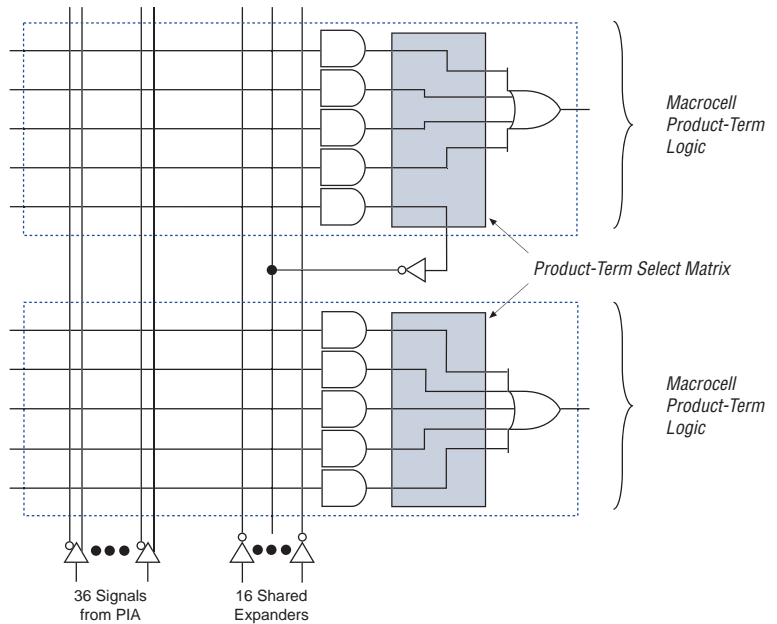 Macrocell
Product-Term
Logic
Product-Term Select Matrix
Macrocell
Product-Term
Logic
36 Signals
from PIA
16 Shared
Expanders